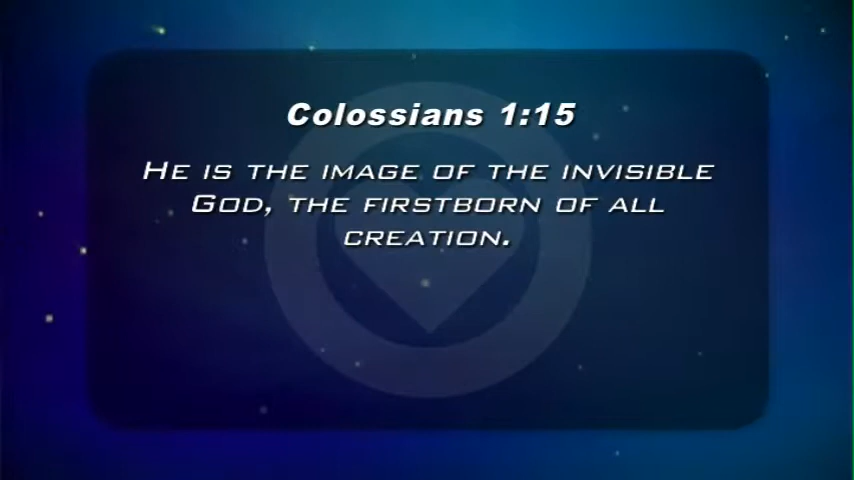 Colossians 1:15
HE IS THE IMAGE OF THE INVISIBLE
GOD, THE FIRSTBORN OF ALL
CREATION.